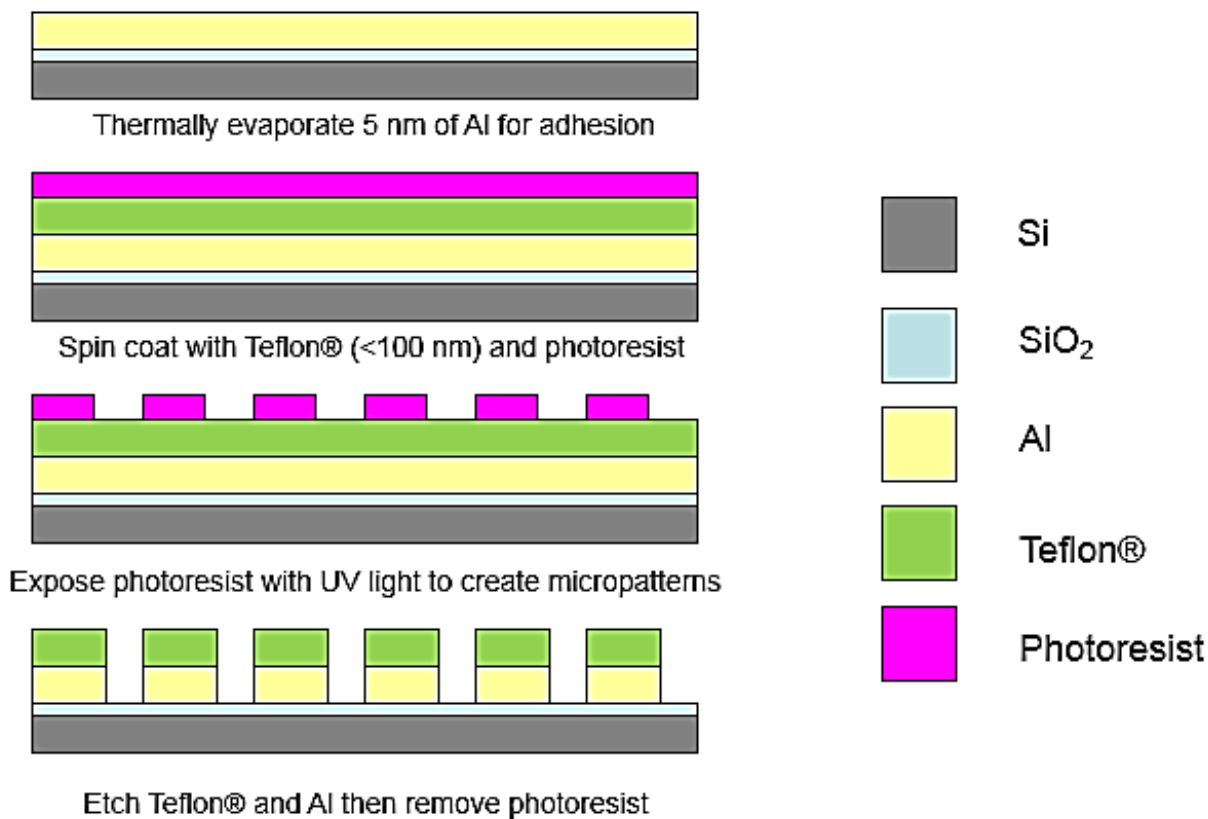 Thermally evaporate 5 nm of Al for adhesion
Spin coat with Teflon® (<100 nm) and photoresist
Expose photoresist with UV light to create micropatterns
Etch Teflon® and Al then remove photoresist
Si
SiO₂
Al
Teflon®
Photoresist